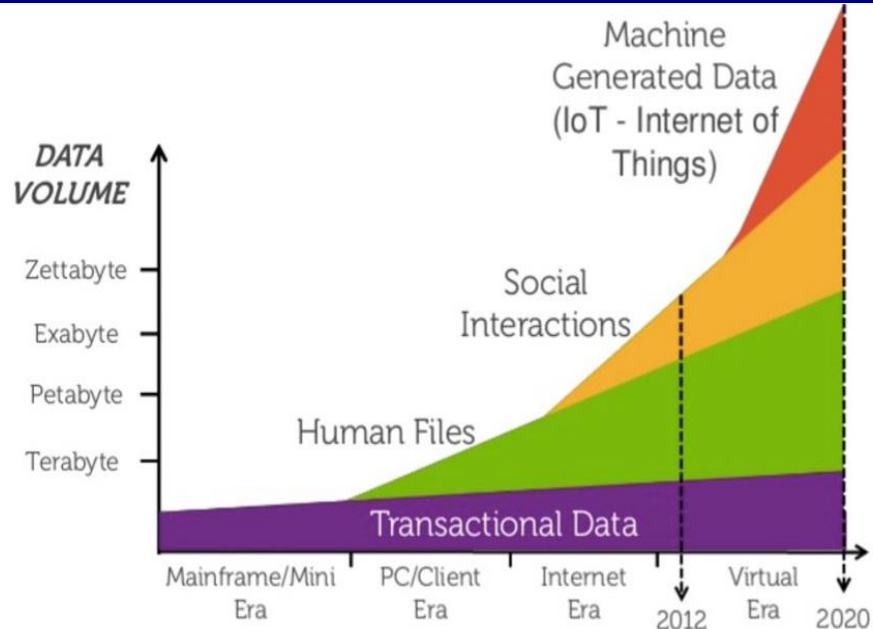 Machine
Generated Data
(IoT - Internet of
Things)
DATA
VOLUME
Zettabyte
Social
Interactions
Exabyte
Petabyte
Human Files
Terabyte
Transactional Data
Mainframe/Mini
Era
PC/Client
Era
Internet
Era
2012
Virtual
Era
2020